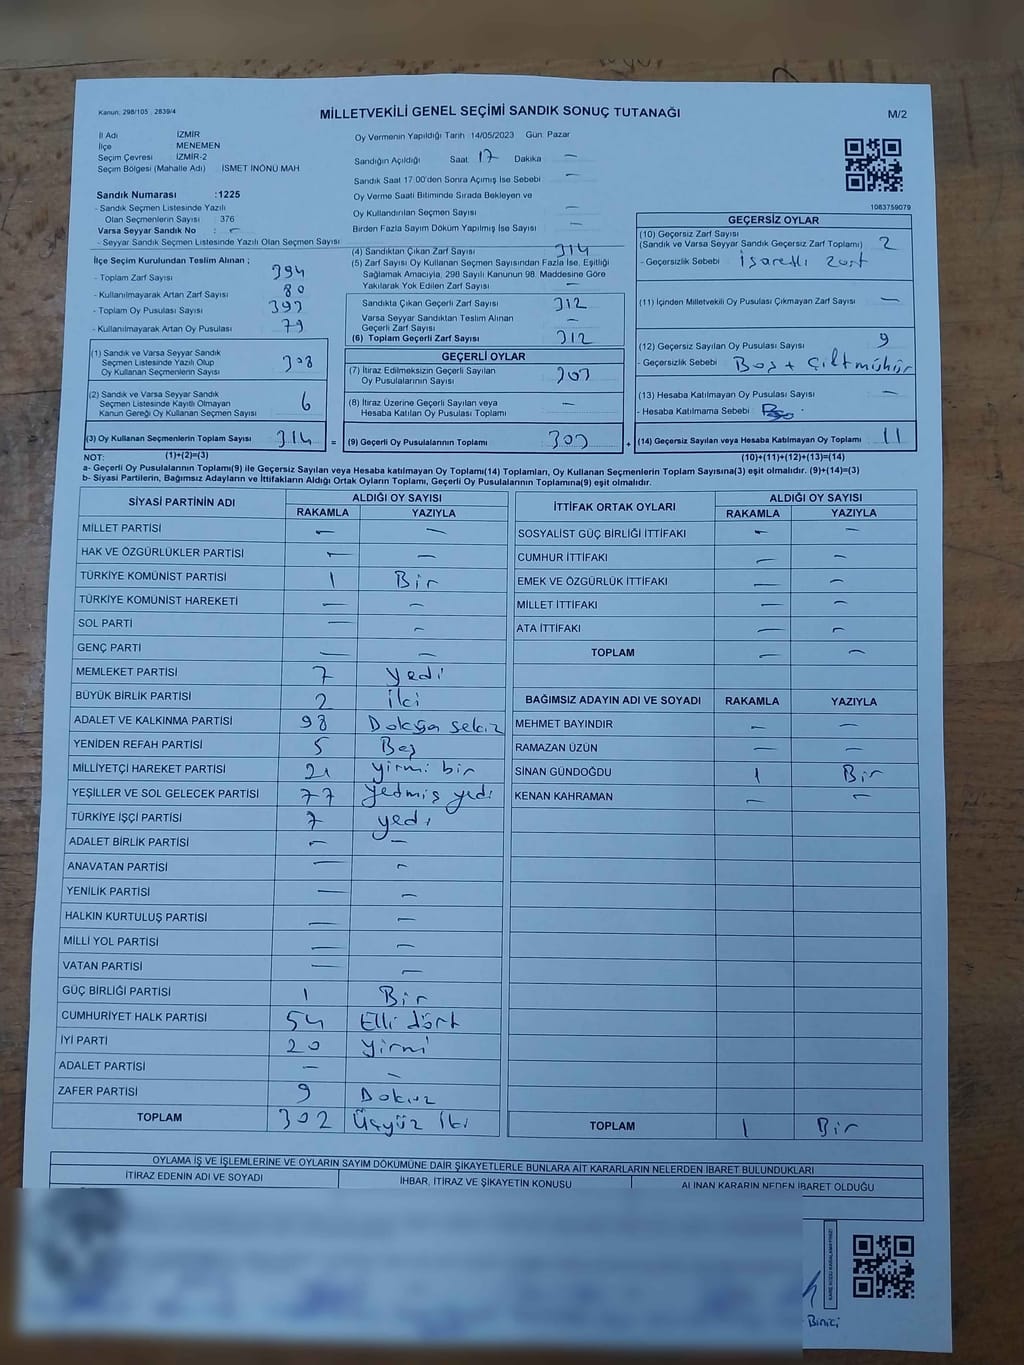 Kanun: 298/105 2839/4
MİLLETVEKİLİ GENEL SEÇİMİ SANDIK SONUÇ TUTANAĞI
M/2
İl Adı İZMİR
İlçe MENEMEN
Seçim Çevresi İZMİR-2
Seçim Bölgesi (Mahalle Adı) İSMET İNÖNÜ MAH
Sandık Numarası :1225
- Sandık Seçmen Listesinde Yazılı
Olan Seçmenlerin Sayısı : 376
Varsa Seyyar Sandık No : –
- Seyyar Sandık Seçmen Listesinde Yazılı Olan Seçmen Sayısı
İlçe Seçim Kurulundan Teslim Alınan ;
- Toplam Zarf Sayısı 394
- Kullanılmayarak Artan Zarf Sayısı 80
- Toplam Oy Pusulası Sayısı 393
- Kullanılmayarak Artan Oy Pusulası 79
(1) Sandık ve Varsa Seyyar Sandık
Seçmen Listesinde Yazılı Olup
Oy Kullanan Seçmenlerin Sayısı 308
(2) Sandık ve Varsa Seyyar Sandık
Seçmen Listesinde Kayıtlı Olmayan
Kanun Gereği Oy Kullanan Seçmen Sayısı 6
(3) Oy Kullanan Seçmenlerin Toplam Sayısı 314 =
Oy Vermenin Yapıldığı Tarih 14/05/2023 Gün: Pazar
Sandığın Açıldığı Saat 17 Dakika –
Sandık Saat 17.00'den Sonra Açımış İse Sebebi –
Oy Verme Saati Bitiminde Sırada Bekleyen ve
Oy Kullandırılan Seçmen Sayısı –
Birden Fazla Sayım Döküm Yapılmış İse Sayısı –
(4) Sandıktan Çıkan Zarf Sayısı 314
(5) Zarf Sayısı Oy Kullanan Seçmen Sayısından Fazla İse, Eşitliği
Sağlamak Amacıyla, 298 Sayılı Kanunun 98. Maddesine Göre
Yakılarak Yok Edilen Zarf Sayısı –
Sandıkta Çıkan Geçerli Zarf Sayısı 312
Varsa Seyyar Sandıktan Teslim Alınan
Geçerli Zarf Sayısı –
(6) Toplam Geçerli Zarf Sayısı 312
GEÇERLİ OYLAR
(7) İtiraz Edilmeksizin Geçerli Sayılan
Oy Pusulalarının Sayısı 303
(8) İtiraz Üzerine Geçerli Sayılan veya
Hesaba Katılan Oy Pusulası Toplamı –
(9) Geçerli Oy Pusulalarının Toplamı 303 +
1083759079
GEÇERSİZ OYLAR
(10) Geçersiz Zarf Sayısı
(Sandık ve Varsa Seyyar Sandık Geçersiz Zarf Toplamı) 2
- Geçersizlik Sebebi : işaretli zarf
(11) İçinden Milletvekili Oy Pusulası Çıkmayan Zarf Sayısı –
(12) Geçersiz Sayılan Oy Pusulası Sayısı 9
- Geçersizlik Sebebi : Boş + Çiftmühür
(13) Hesaba Katılmayan Oy Pusulası Sayısı –
- Hesaba Katılmama Sebebi :
(14) Geçersiz Sayılan veya Hesaba Katılmayan Oy Toplamı 11
NOT: (1)+(2)=(3) (10)+(11)+(12)+(13)=(14)
a- Geçerli Oy Pusulalarının Toplamı(9) ile Geçersiz Sayılan veya Hesaba katılmayan Oy Toplamı(14) Toplamları, Oy Kullanan Seçmenlerin Toplam Sayısına(3) eşit olmalıdır. (9)+(14)=(3)
b- Siyasi Partilerin, Bağımsız Adayların ve İttifakların Aldığı Ortak Oyların Toplamı, Geçerli Oy Pusulalarının Toplamına(9) eşit olmalıdır.
SİYASİ PARTİNİN ADI ALDIĞI OY SAYISI
RAKAMLA YAZIYLA
MİLLET PARTİSİ – –
HAK VE ÖZGÜRLÜKLER PARTİSİ – –
TÜRKİYE KOMÜNİST PARTİSİ 1 Bir
TÜRKİYE KOMÜNİST HAREKETİ – –
SOL PARTİ – –
GENÇ PARTİ – –
MEMLEKET PARTİSİ 7 yedi
BÜYÜK BİRLİK PARTİSİ 2 iki
ADALET VE KALKINMA PARTİSİ 98 Doksan sekiz
YENİDEN REFAH PARTİSİ 5 Beş
MİLLİYETÇİ HAREKET PARTİSİ 21 yirmi bir
YEŞİLLER VE SOL GELECEK PARTİSİ 77 yetmiş yedi
TÜRKİYE İŞÇİ PARTİSİ 7 yedi
ADALET BİRLİK PARTİSİ – –
ANAVATAN PARTİSİ – –
YENİLİK PARTİSİ – –
HALKIN KURTULUŞ PARTİSİ – –
MİLLİ YOL PARTİSİ – –
VATAN PARTİSİ – –
GÜÇ BİRLİĞİ PARTİSİ 1 Bir
CUMHURİYET HALK PARTİSİ 54 Elli dört
İYİ PARTİ 20 yirmi
ADALET PARTİSİ – –
ZAFER PARTİSİ 9 Dokuz
TOPLAM 302 Üçyüz İki
İTTİFAK ORTAK OYLARI ALDIĞI OY SAYISI
RAKAMLA YAZIYLA
SOSYALİST GÜÇ BİRLİĞİ İTTİFAKI – –
CUMHUR İTTİFAKI – –
EMEK VE ÖZGÜRLÜK İTTİFAKI – –
MİLLET İTTİFAKI – –
ATA İTTİFAKI – –
TOPLAM – –
BAĞIMSIZ ADAYIN ADI VE SOYADI RAKAMLA YAZIYLA
MEHMET BAYINDIR – –
RAMAZAN ÜZÜN – –
SİNAN GÜNDOĞDU 1 Bir
KENAN KAHRAMAN – –
TOPLAM 1 Bir
OYLAMA İŞ VE İŞLEMLERİNE VE OYLARIN SAYIM DÖKÜMÜNE DAİR ŞİKAYETLERLE BUNLARA AİT KARARLARIN NELERDEN İBARET BULUNDUKLARI
İTİRAZ EDENİN ADI VE SOYADI
İHBAR, İTİRAZ VE ŞİKAYETİN KONUSU
ALINAN KARARIN NEDEN İBARET OLDUĞU
Binici